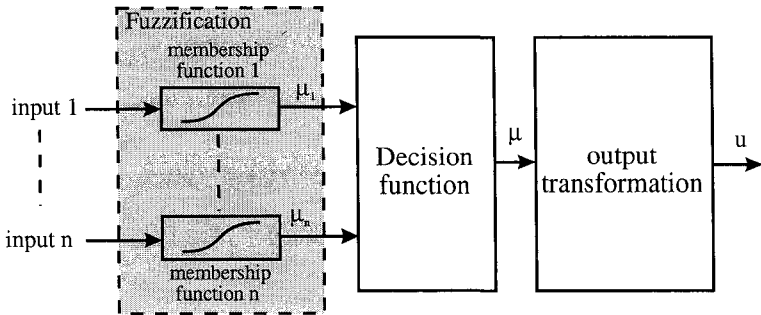 Fuzzification
membership
function 1
input 1
μ₁
Decision
function
μ
output
transformation
u
input n
μₙ
membership
function n